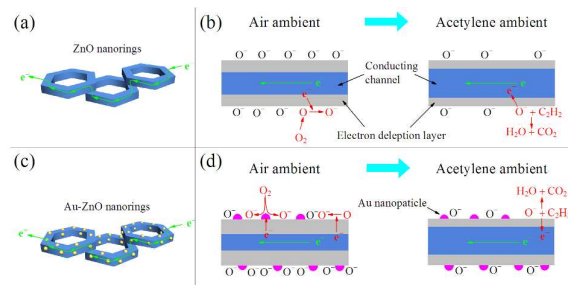 (a)
ZnO nanorings
e⁻
e⁻
(b)
Air ambient
Acetylene ambient
O⁻ O⁻ O⁻ O⁻
O⁻ O⁻ O⁻
Conducting
channel
e
e
e⁻
e⁻
O⁻ O⁻ O⁻ O⁻
O O
O⁻ O⁻
O⁻ + C₂H₂
O₂
Electron deplection layer
H₂O + CO₂
(c)
Au-ZnO nanorings
e⁻
e⁻
(d)
Air ambient
Acetylene ambient
O₂
H₂O + CO₂
Au nanopaticle
O⁻ O⁻ O⁻ O⁻ O⁻ O
O⁻ O⁻ O⁻ + C₂H
e⁻ e⁻
e⁻
e
e
O⁻ O⁻ O⁻ O⁻
O⁻ O⁻ O⁻